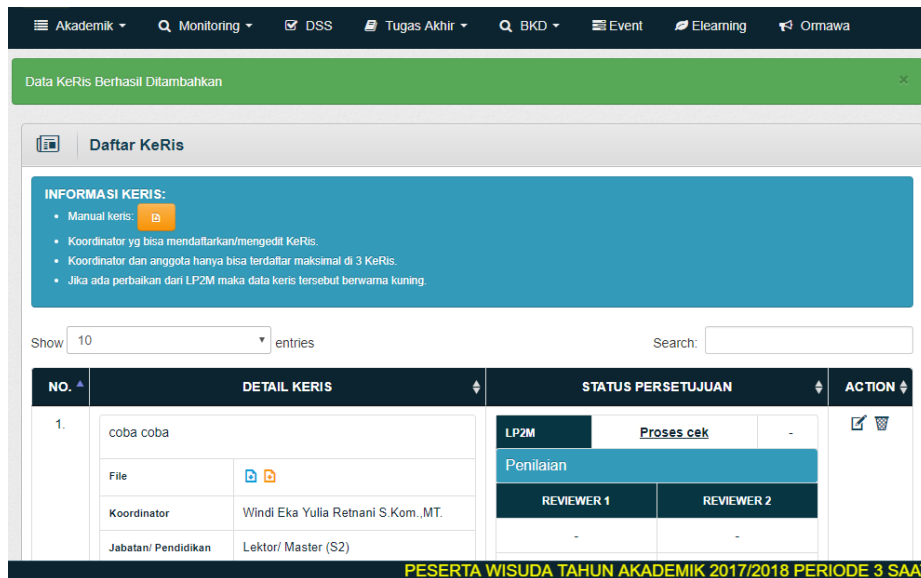 Akademik Monitoring DSS Tugas Akhir BKD Event Elearning Ormawa
Data KeRis Berhasil Ditambahkan ×
Daftar KeRis
INFORMASI KERIS:
Manual keris:
Koordinator yg bisa mendaftarkan/mengedit KeRis.
Koordinator dan anggota hanya bisa terdaftar maksimal di 3 KeRis.
Jika ada perbaikan dari LP2M maka data keris tersebut berwarna kuning.
Show 10 entries Search:
NO. DETAIL KERIS STATUS PERSETUJUAN ACTION
1. coba coba LP2M Proses cek -
Penilaian
File
REVIEWER 1 REVIEWER 2
Koordinator Windi Eka Yulia Retnani S.Kom.,MT.
- -
Jabatan/ Pendidikan Lektor/ Master (S2)
PESERTA WISUDA TAHUN AKADEMIK 2017/2018 PERIODE 3 SAA